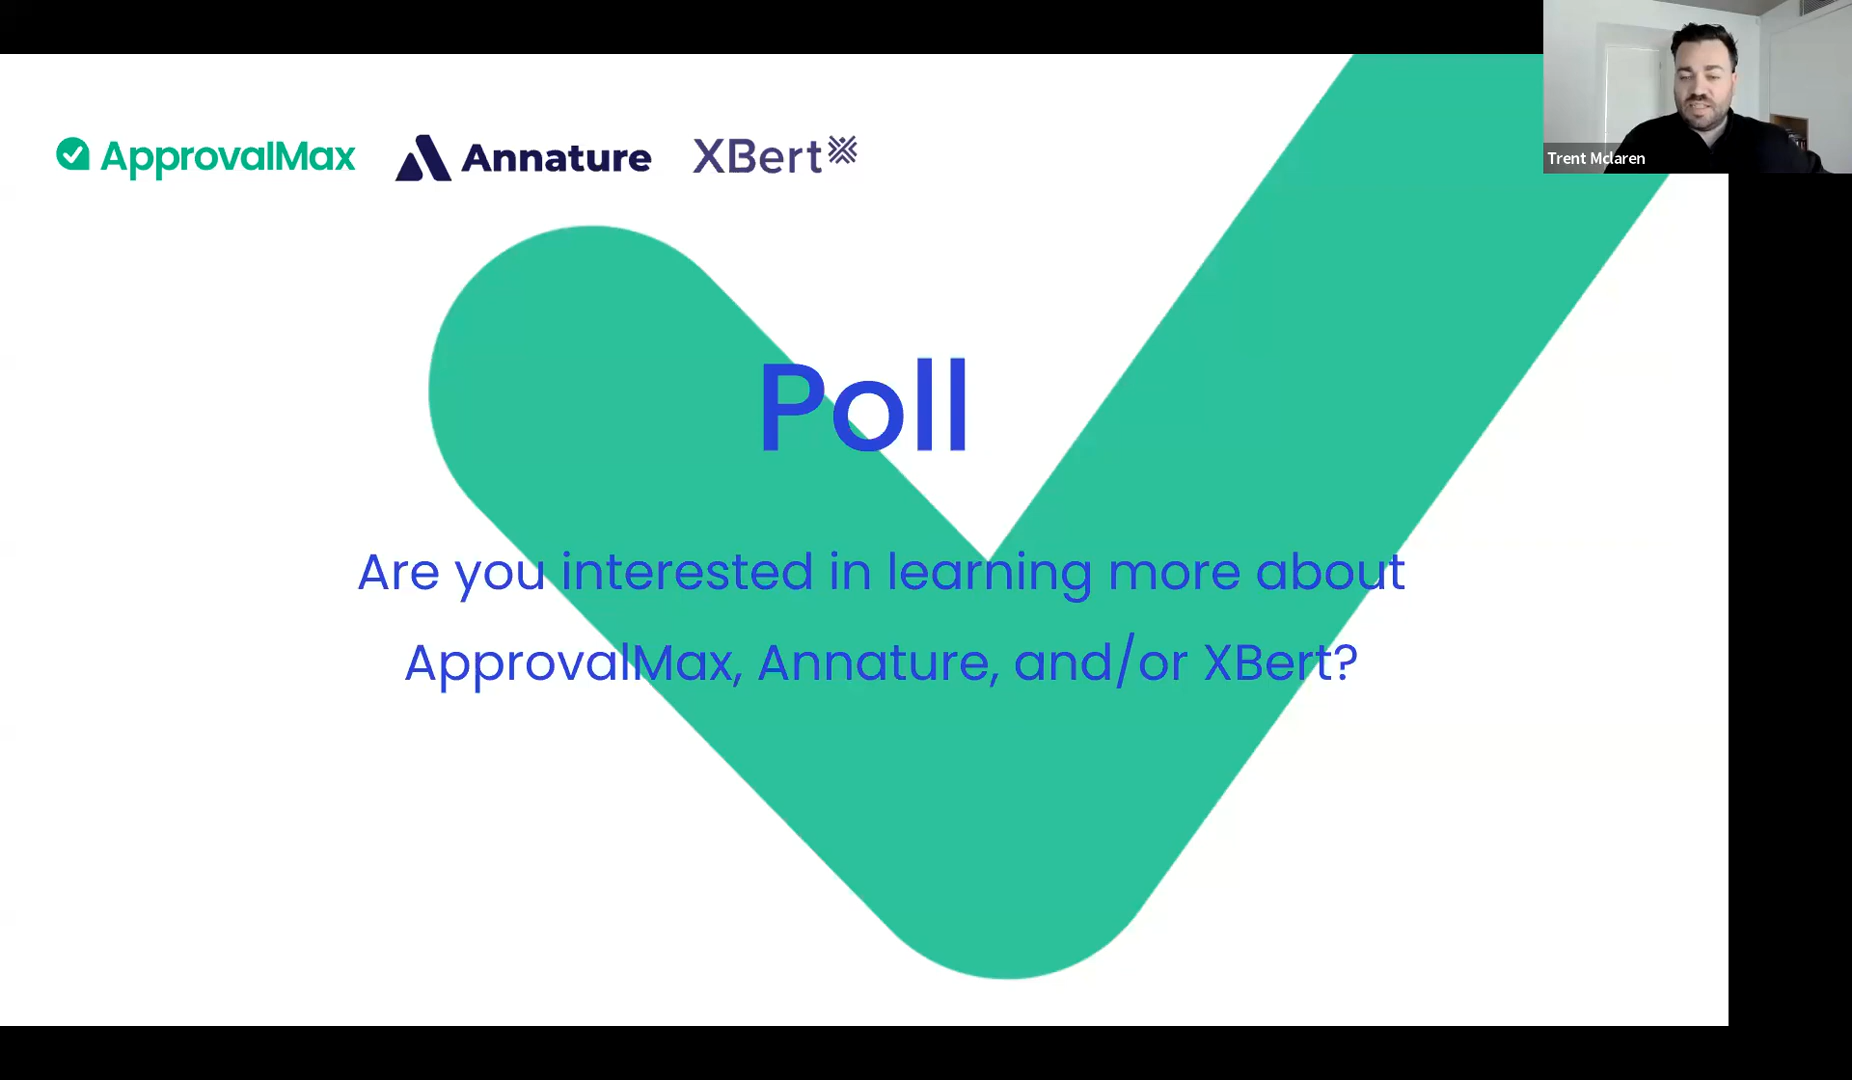 ApprovalMax Annature XBert
Trent Mclaren
Poll
Are you interested in learning more about
ApprovalMax, Annature, and/or XBert?